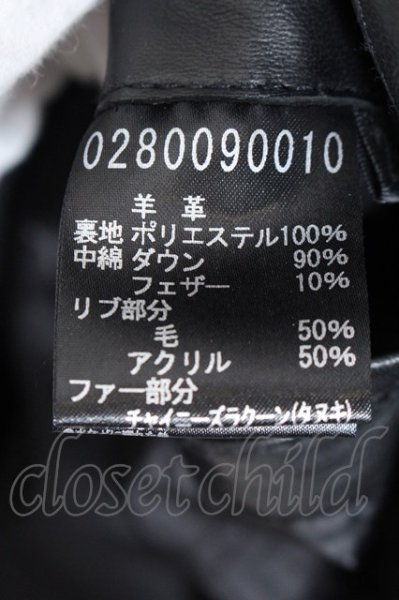 0280090010
羊 革
裏地 ポリエステル100%
中綿 ダウン 90%
フェザー 10%
リブ部分
毛 50%
アクリル 50%
ファー部分
チャイニーズラクーン(タヌキ)
closetchild